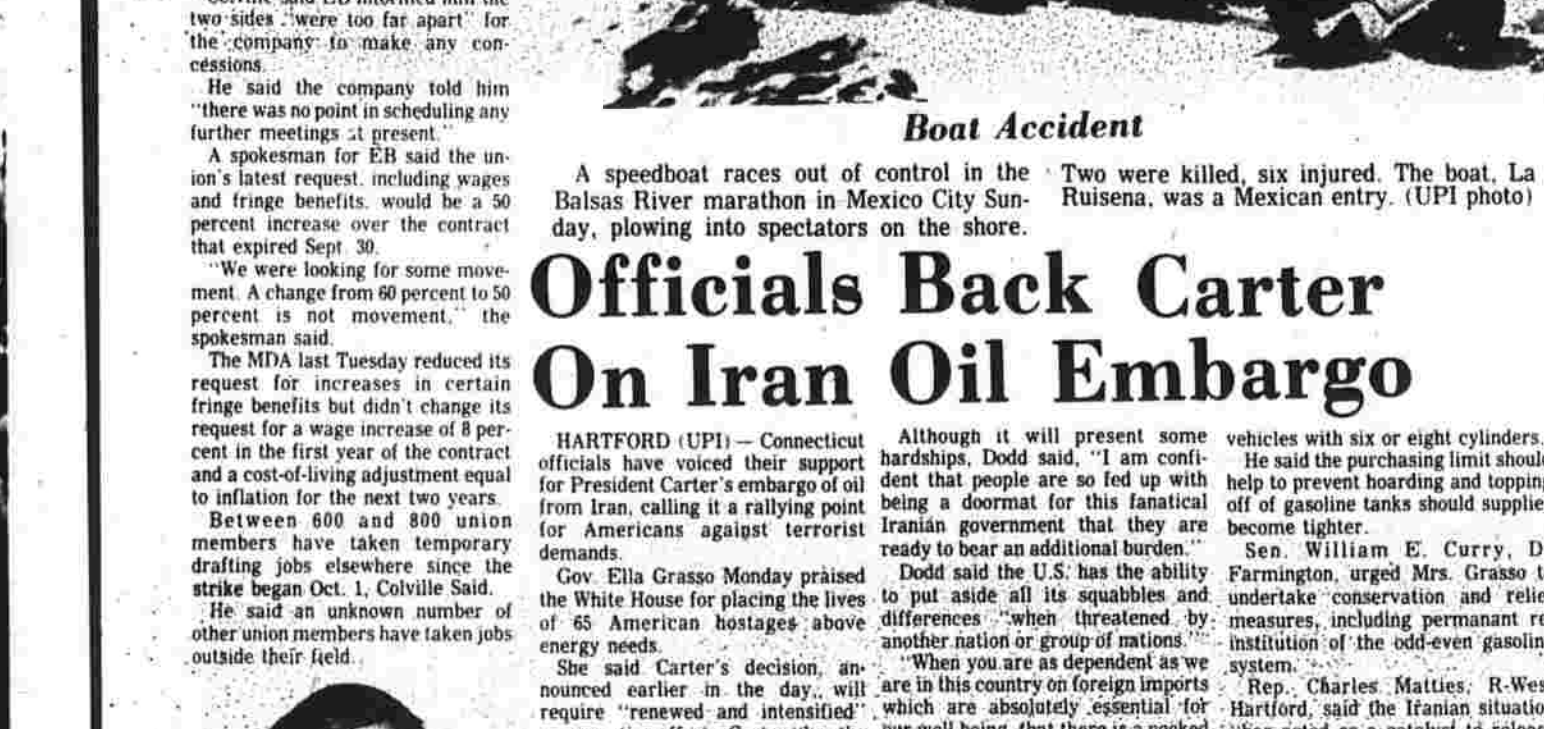 two sides "were too far apart" for
the company to make any con-
cessions.
He said the company told him
"there was no point in scheduling any
further meetings at present."
A spokesman for EB said the un-
ion's latest request, including wages
and fringe benefits, would be a 50
percent increase over the contract
that expired Sept. 30.
"We were looking for some move-
ment. A change from 60 percent to 50
percent is not movement," the
spokesman said.
The MDA last Tuesday reduced its
request for increases in certain
fringe benefits but didn't change its
request for a wage increase of 8 per-
cent in the first year of the contract
and a cost-of-living adjustment equal
to inflation for the next two years.
Between 600 and 800 union
members have taken temporary
drafting jobs elsewhere since the
strike began Oct. 1, Colville Said.
He said an unknown number of
other union members have taken jobs
outside their field.
Boat Accident
A speedboat races out of control in the
Balsas River marathon in Mexico City Sun-
day, plowing into spectators on the shore.
Two were killed, six injured. The boat, La
Ruisena, was a Mexican entry. (UPI photo)
Officials Back Carter
On Iran Oil Embargo
HARTFORD (UPI) — Connecticut
officials have voiced their support
for President Carter's embargo of oil
from Iran, calling it a rallying point
for Americans against terrorist
demands.
Gov. Ella Grasso Monday praised
the White House for placing the lives
of 65 American hostages above
energy needs.
She said Carter's decision, an-
nounced earlier in the day, will
require "renewed and intensified"
Although it will present some
hardships, Dodd said, "I am confi-
dent that people are so fed up with
being a doormat for this fanatical
Iranian government that they are
ready to bear an additional burden."
Dodd said the U.S. has the ability
to put aside all its squabbles and
differences "when threatened by
another nation or group of nations."
"When you are as dependent as we
are in this country on foreign imports
which are absolutely essential for
vehicles with six or eight cylinders.
He said the purchasing limit shoul
help to prevent hoarding and topping
off of gasoline tanks should supplie
become tighter.
Sen. William E. Curry, D
Farmington, urged Mrs. Grasso t
undertake conservation and relie
measures, including permanant re
institution of the odd-even gasolin
system.
Rep. Charles Matties, R-Wes
Hartford, said the Iranian situatio